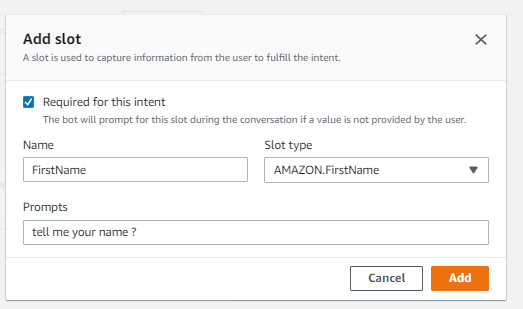 Add slot
A slot is used to capture information from the user to fulfill the intent.
Required for this intent
The bot will prompt for this slot during the conversation if a value is not provided by the user.
Name
Slot type
FirstName
AMAZON.FirstName
Prompts
tell me your name ?
Cancel
Add